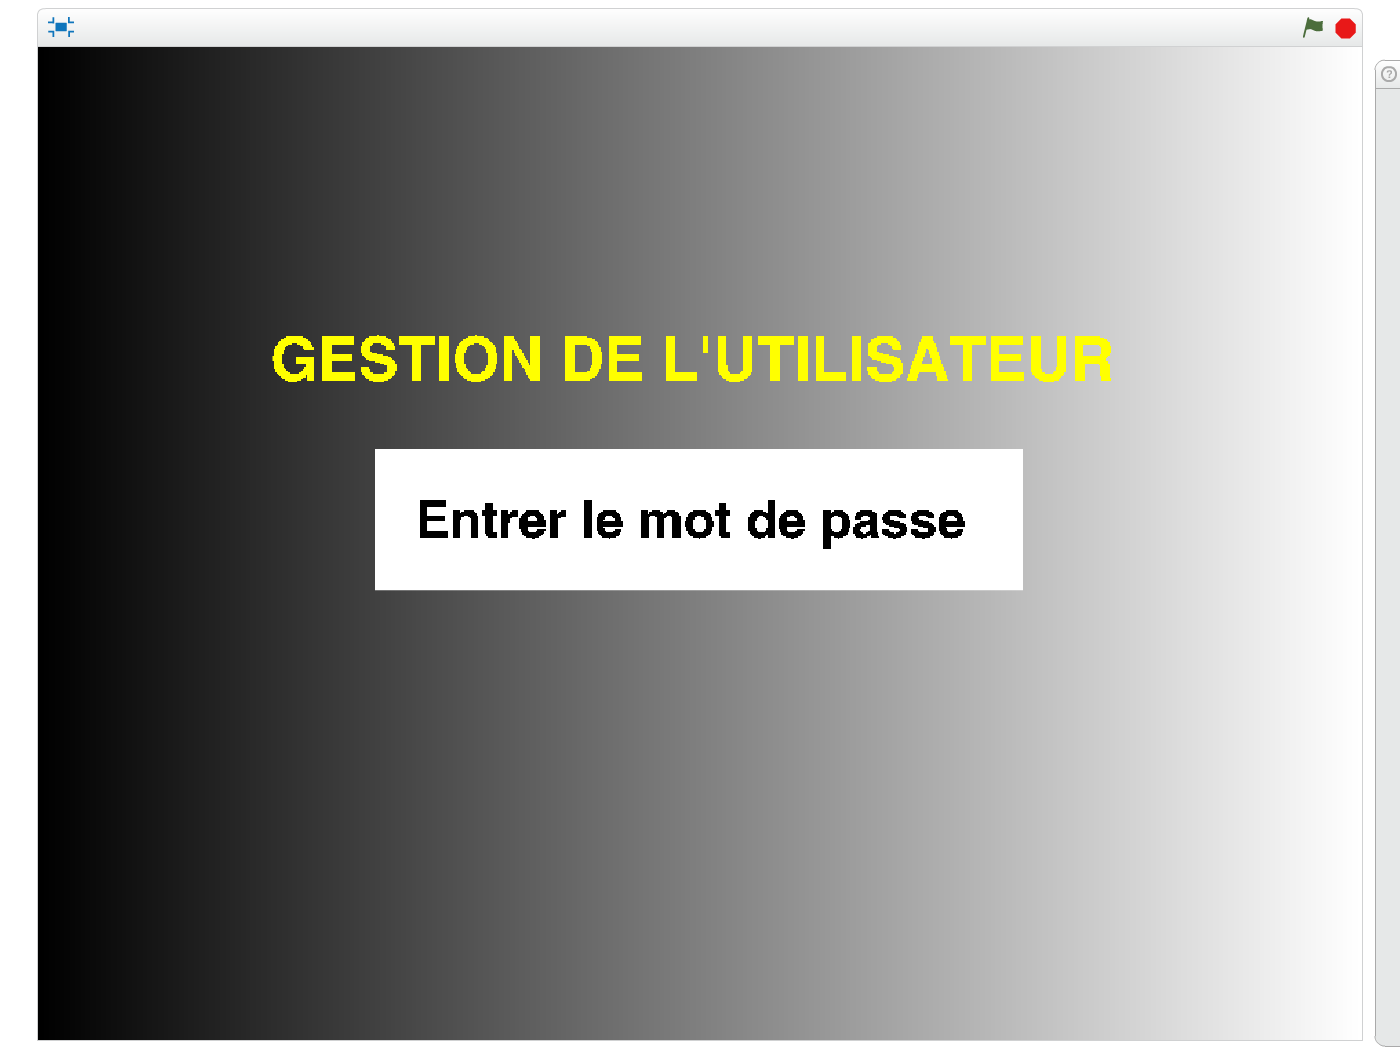 GESTION DE L'UTILISATEUR
Entrer le mot de passe
?